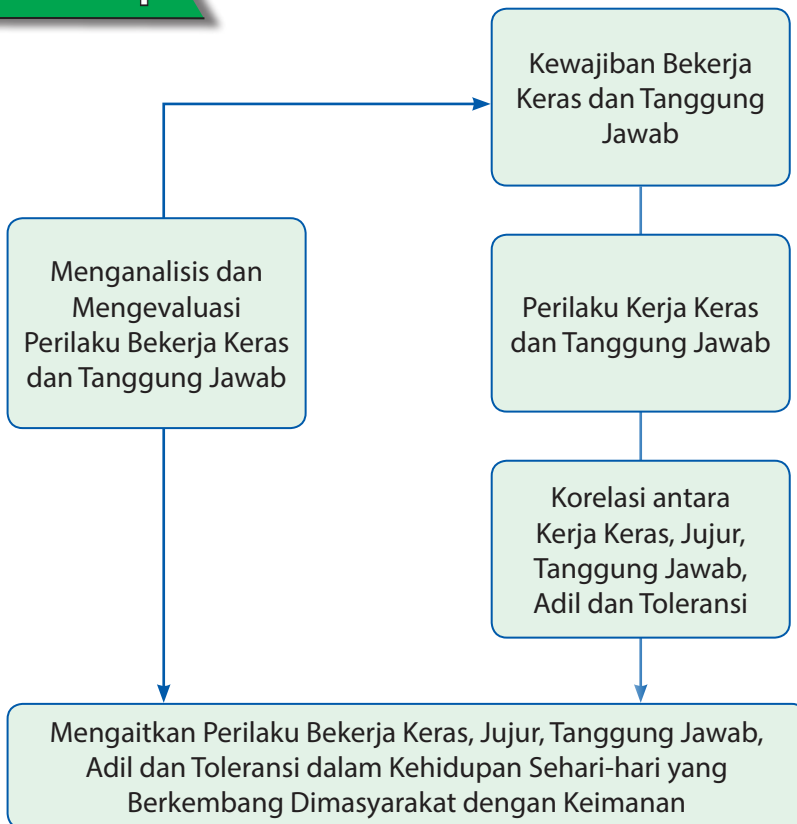 Kewajiban Bekerja
Keras dan Tanggung
Jawab
Menganalisis dan
Mengevaluasi
Perilaku Bekerja Keras
dan Tanggung Jawab
Perilaku Kerja Keras
dan Tanggung Jawab
Korelasi antara
Kerja Keras, Jujur,
Tanggung Jawab,
Adil dan Toleransi
Mengaitkan Perilaku Bekerja Keras, Jujur, Tanggung Jawab,
Adil dan Toleransi dalam Kehidupan Sehari-hari yang
Berkembang Dimasyarakat dengan Keimanan